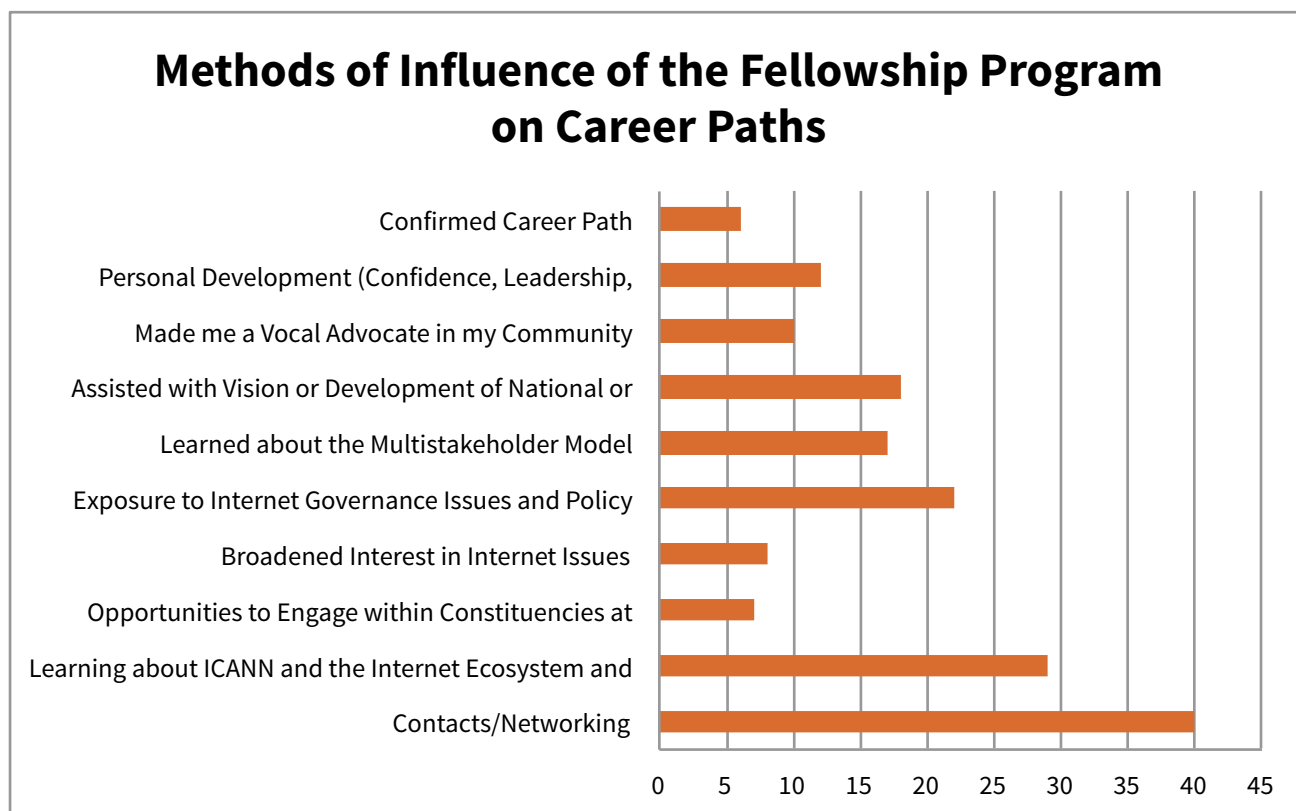 Methods of Influence of the Fellowship Program
on Career Paths
Confirmed Career Path
Personal Development (Confidence, Leadership,
Made me a Vocal Advocate in my Community
Assisted with Vision or Development of National or
Learned about the Multistakeholder Model
Exposure to Internet Governance Issues and Policy
Broadened Interest in Internet Issues
Opportunities to Engage within Constituencies at
Learning about ICANN and the Internet Ecosystem and
Contacts/Networking
0 5 10 15 20 25 30 35 40 45